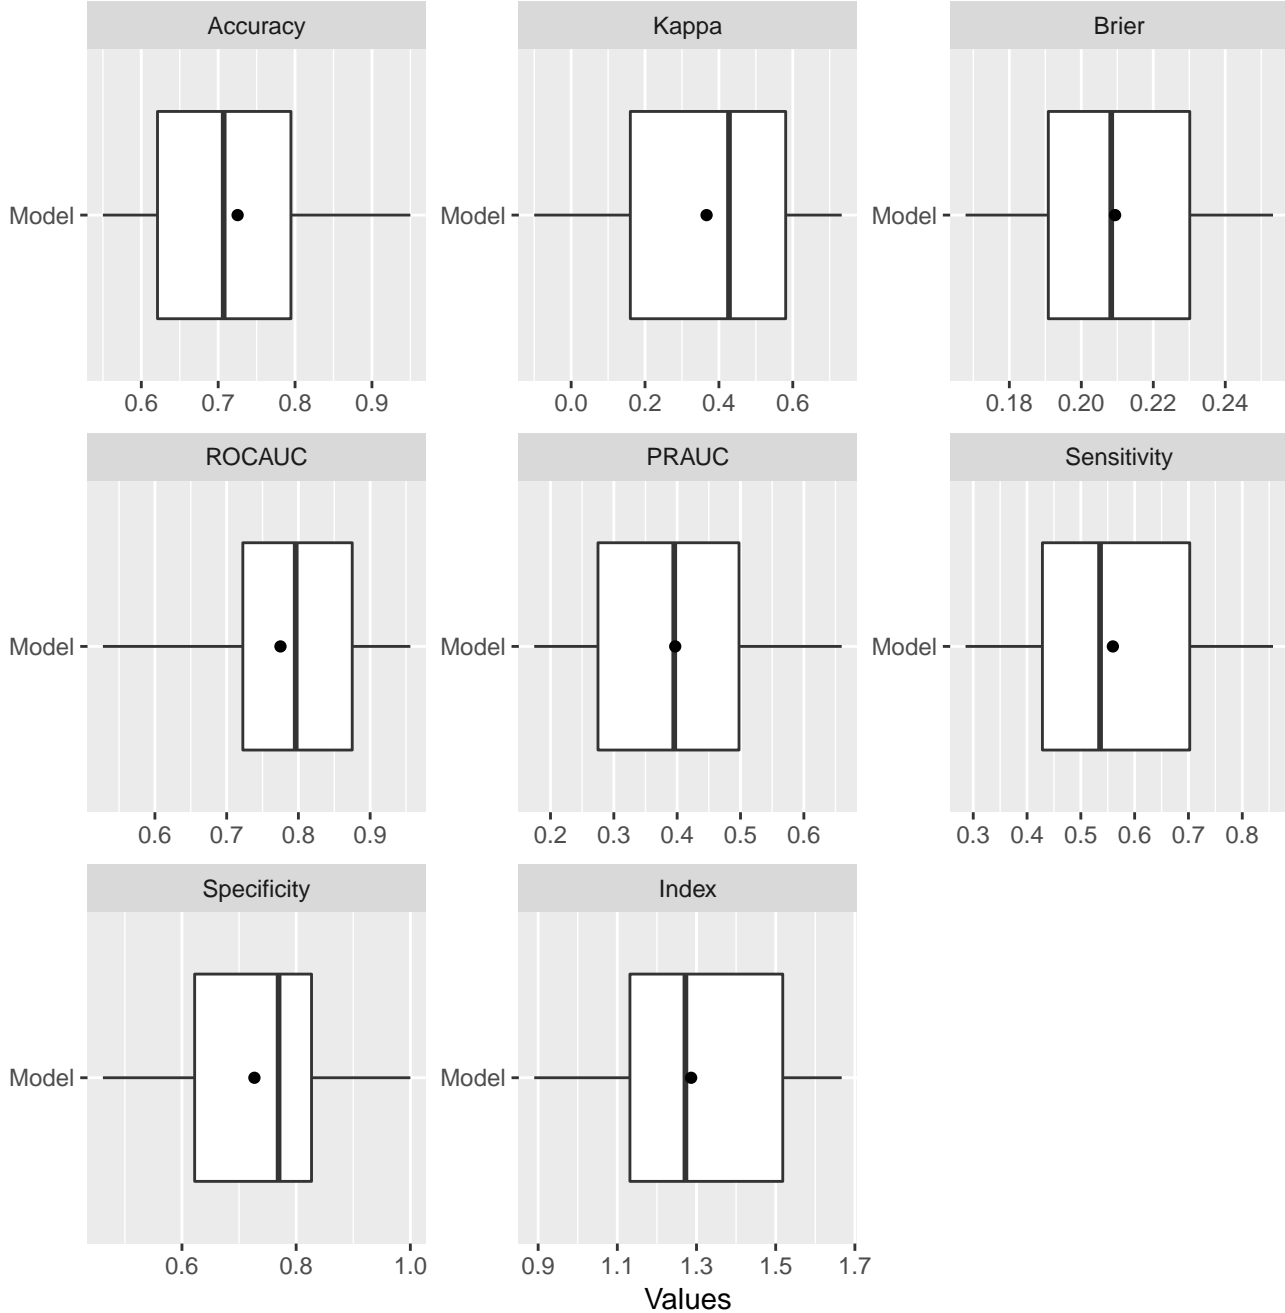 Accuracy
Kappa
Brier
Model
Model
Model
0.6 0.7 0.8 0.9
0.0 0.2 0.4 0.6
0.18 0.20 0.22 0.24
ROCAUC
PRAUC
Sensitivity
Model
Model
Model
0.6 0.7 0.8 0.9
0.2 0.3 0.4 0.5 0.6
0.3 0.4 0.5 0.6 0.7 0.8
Specificity
Index
Model
Model
0.6 0.8 1.0
0.9 1.1 1.3 1.5 1.7
Values